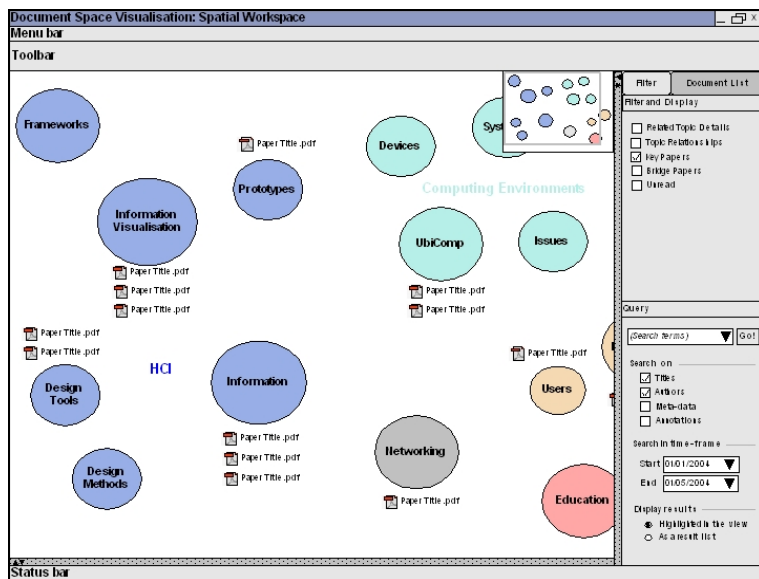 Document Space Visualisation: Spatial Workspace
Menu bar
Toolbar
Frameworks
Paper Title .pdf
Prototypes
Information
Visualisation
Paper Title .pdf
Paper Title .pdf
Paper Title .pdf
Devices
Computing Environments
UbiComp
Issues
Paper Title .pdf
Paper Title .pdf
Paper Title .pdf
Paper Title .pdf
Design
Tools
HCI
Information
Paper Title .pdf
Paper Title .pdf
Paper Title .pdf
Design
Methods
Paper Title .pdf
Users
Networking
Paper Title .pdf
Education
Filter
Document List
Filter and Display
Related Topic Details
Topic Relationships
Key Papers
Bridge Papers
Unread
Query
(Search terms)
Go!
Search on
Titles
Authors
Meta-data
Annotations
Search in time-frame
Start 01/01/2004
End 01/05/2004
Display results
Highlighted in the view
As a result list
Status bar